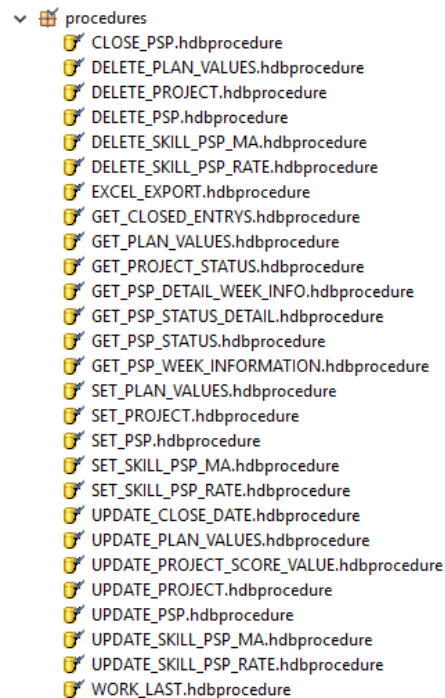 procedures
CLOSE_PSP.hdbprocedure
DELETE_PLAN_VALUES.hdbprocedure
DELETE_PROJECT.hdbprocedure
DELETE_PSP.hdbprocedure
DELETE_SKILL_PSP_MA.hdbprocedure
DELETE_SKILL_PSP_RATE.hdbprocedure
EXCEL_EXPORT.hdbprocedure
GET_CLOSED_ENTRYS.hdbprocedure
GET_PLAN_VALUES.hdbprocedure
GET_PROJECT_STATUS.hdbprocedure
GET_PSP_DETAIL_WEEK_INFO.hdbprocedure
GET_PSP_STATUS_DETAIL.hdbprocedure
GET_PSP_STATUS.hdbprocedure
GET_PSP_WEEK_INFORMATION.hdbprocedure
SET_PLAN_VALUES.hdbprocedure
SET_PROJECT.hdbprocedure
SET_PSP.hdbprocedure
SET_SKILL_PSP_MA.hdbprocedure
SET_SKILL_PSP_RATE.hdbprocedure
UPDATE_CLOSE_DATE.hdbprocedure
UPDATE_PLAN_VALUES.hdbprocedure
UPDATE_PROJECT_SCORE_VALUE.hdbprocedure
UPDATE_PROJECT.hdbprocedure
UPDATE_PSP.hdbprocedure
UPDATE_SKILL_PSP_MA.hdbprocedure
UPDATE_SKILL_PSP_RATE.hdbprocedure
WORK_LAST.hdbprocedure